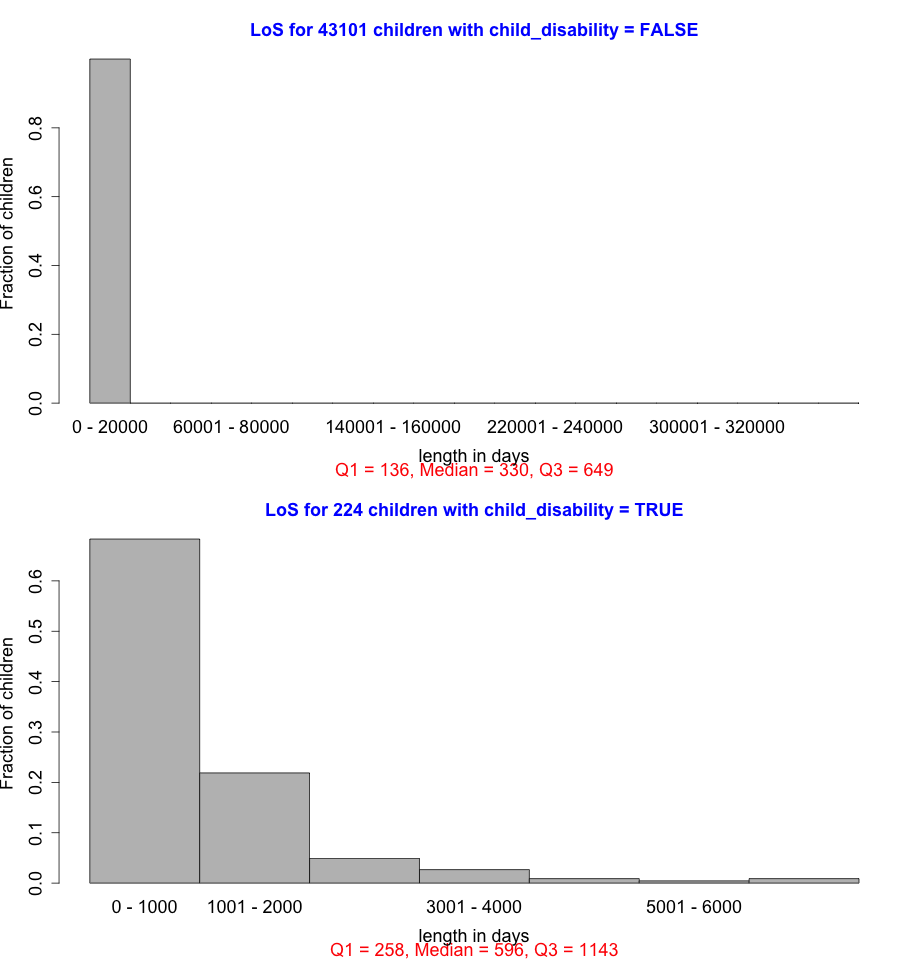 LoS for 43101 children with child_disability = FALSE
Fraction of children
0.8
0.6
0.4
0.2
0.0
0 - 20000 60001 - 80000 140001 - 160000 220001 - 240000 300001 - 320000
length in days
Q1 = 136, Median = 330, Q3 = 649
LoS for 224 children with child_disability = TRUE
Fraction of children
0.6
0.5
0.4
0.3
0.2
0.1
0.0
0 - 1000 1001 - 2000 3001 - 4000 5001 - 6000
length in days
Q1 = 258, Median = 596, Q3 = 1143